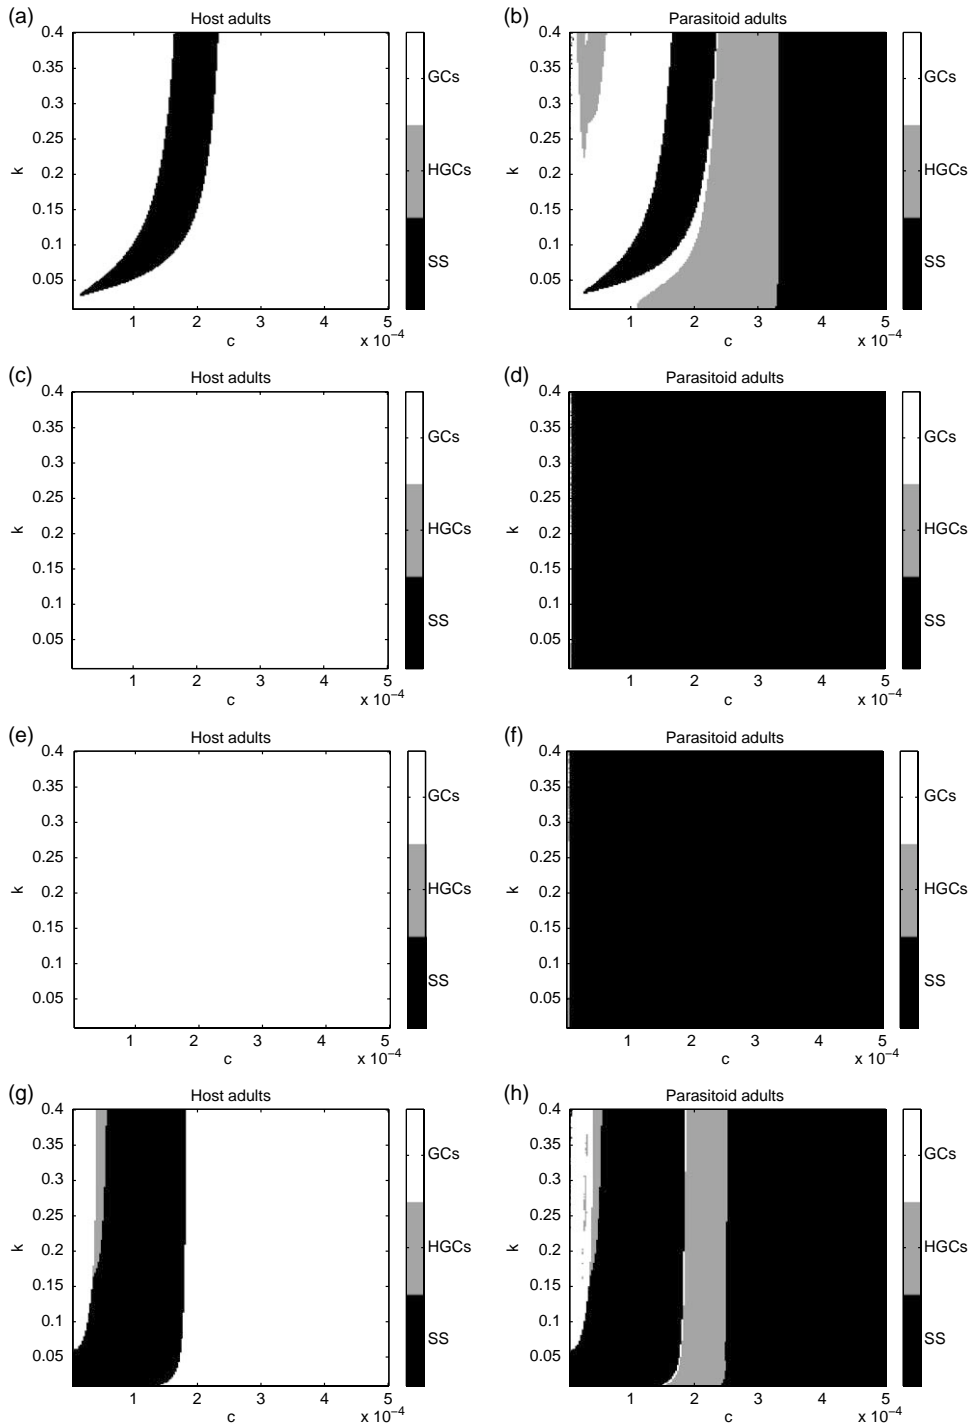 (a) Host adults
0.4
0.35
0.3
0.25
0.2
0.15
0.1
0.05
k
1 2 3 4 5
c x 10⁻⁴
GCs
HGCs
SS
(b) Parasitoid adults
0.4
0.35
0.3
0.25
0.2
0.15
0.1
0.05
k
1 2 3 4 5
c x 10⁻⁴
GCs
HGCs
SS
(c) Host adults
0.4
0.35
0.3
0.25
0.2
0.15
0.1
0.05
k
1 2 3 4 5
c x 10⁻⁴
GCs
HGCs
SS
(d) Parasitoid adults
0.4
0.35
0.3
0.25
0.2
0.15
0.1
0.05
k
1 2 3 4 5
c x 10⁻⁴
GCs
HGCs
SS
(e) Host adults
0.4
0.35
0.3
0.25
0.2
0.15
0.1
0.05
k
1 2 3 4 5
c x 10⁻⁴
GCs
HGCs
SS
(f) Parasitoid adults
0.4
0.35
0.3
0.25
0.2
0.15
0.1
0.05
k
1 2 3 4 5
c x 10⁻⁴
GCs
HGCs
SS
(g) Host adults
0.4
0.35
0.3
0.25
0.2
0.15
0.1
0.05
k
1 2 3 4 5
c x 10⁻⁴
GCs
HGCs
SS
(h) Parasitoid adults
0.4
0.35
0.3
0.25
0.2
0.15
0.1
0.05
k
1 2 3 4 5
c x 10⁻⁴
GCs
HGCs
SS